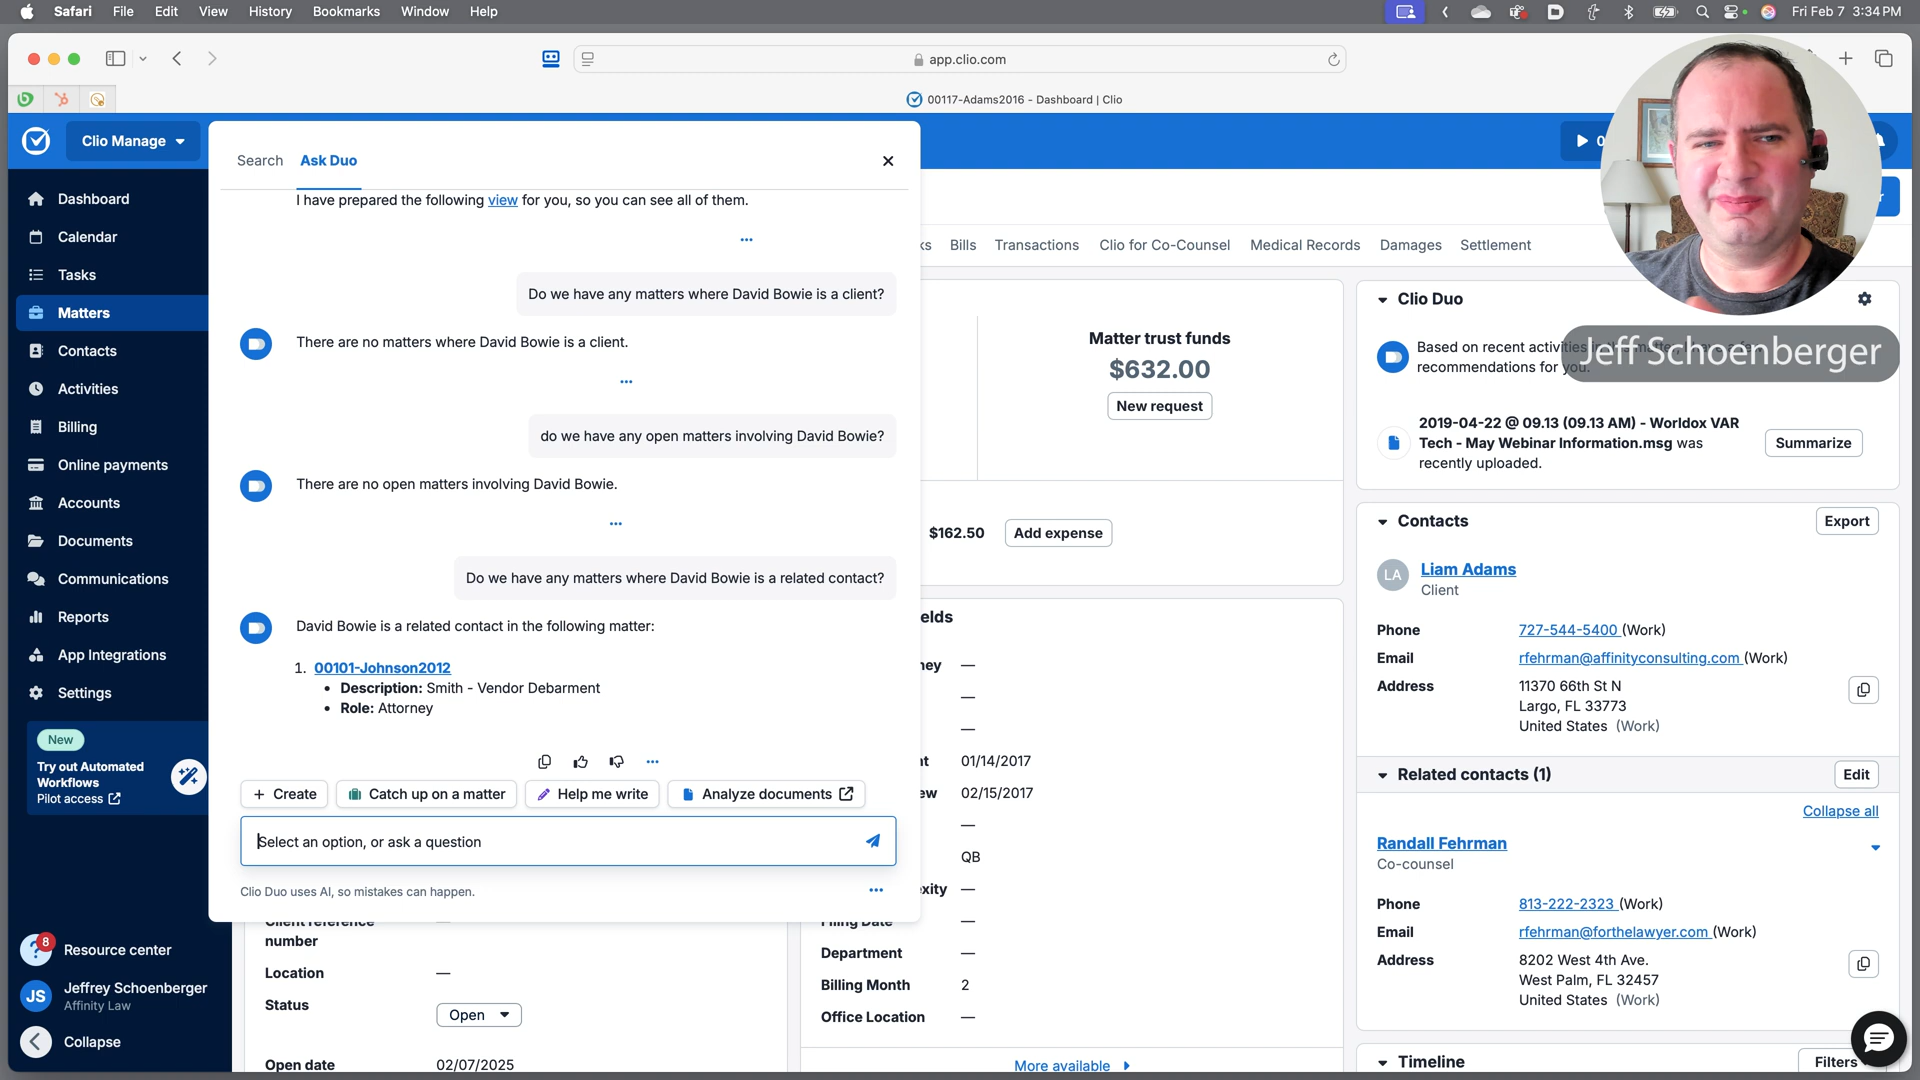 Safari File Edit View History Bookmarks Window Help
Fri Feb 7 3:34 PM
app.clio.com
00117-Adams2016 - Dashboard | Clio
Clio Manage
Dashboard
Calendar
Tasks
Matters
Contacts
Activities
Billing
Online payments
Accounts
Documents
Communications
Reports
App Integrations
Settings
New
Try out Automated
Workflows
Pilot access
8
Resource center
JS
Jeffrey Schoenberger
Affinity Law
Collapse
Search
Ask Duo
I have prepared the following view for you, so you can see all of them.
Do we have any matters where David Bowie is a client?
There are no matters where David Bowie is a client.
do we have any open matters involving David Bowie?
There are no open matters involving David Bowie.
Do we have any matters where David Bowie is a related contact?
David Bowie is a related contact in the following matter:
1. 00101-Johnson2012
• Description: Smith - Vendor Debarment
• Role: Attorney
+ Create
Catch up on a matter
Help me write
Analyze documents
Select an option, or ask a question
Clio Duo uses AI, so mistakes can happen.
number
Location —
Status
Open
Open date 02/07/2025
ks Bills Transactions Clio for Co-Counsel Medical Records Damages Settlement
Matter trust funds
$632.00
New request
$162.50
Add expense
elds
ney —
—
—
nt 01/14/2017
ew 02/15/2017
—
QB
exity —
Filing Date —
Department —
Billing Month 2
Office Location —
More available
Clio Duo
Based on recent activities
recommendations for you.
Jeff Schoenberger
2019-04-22 @ 09.13 (09.13 AM) - Worldox VAR
Tech - May Webinar Information.msg was
recently uploaded.
Summarize
Contacts
Export
LA
Liam Adams
Client
Phone 727-544-5400 (Work)
Email rfehrman@affinityconsulting.com (Work)
Address 11370 66th St N
Largo, FL 33773
United States (Work)
Related contacts (1)
Edit
Collapse all
Randall Fehrman
Co-counsel
Phone 813-222-2323 (Work)
Email rfehrman@forthelawyer.com (Work)
Address 8202 West 4th Ave.
West Palm, FL 32457
United States (Work)
Timeline
Filters